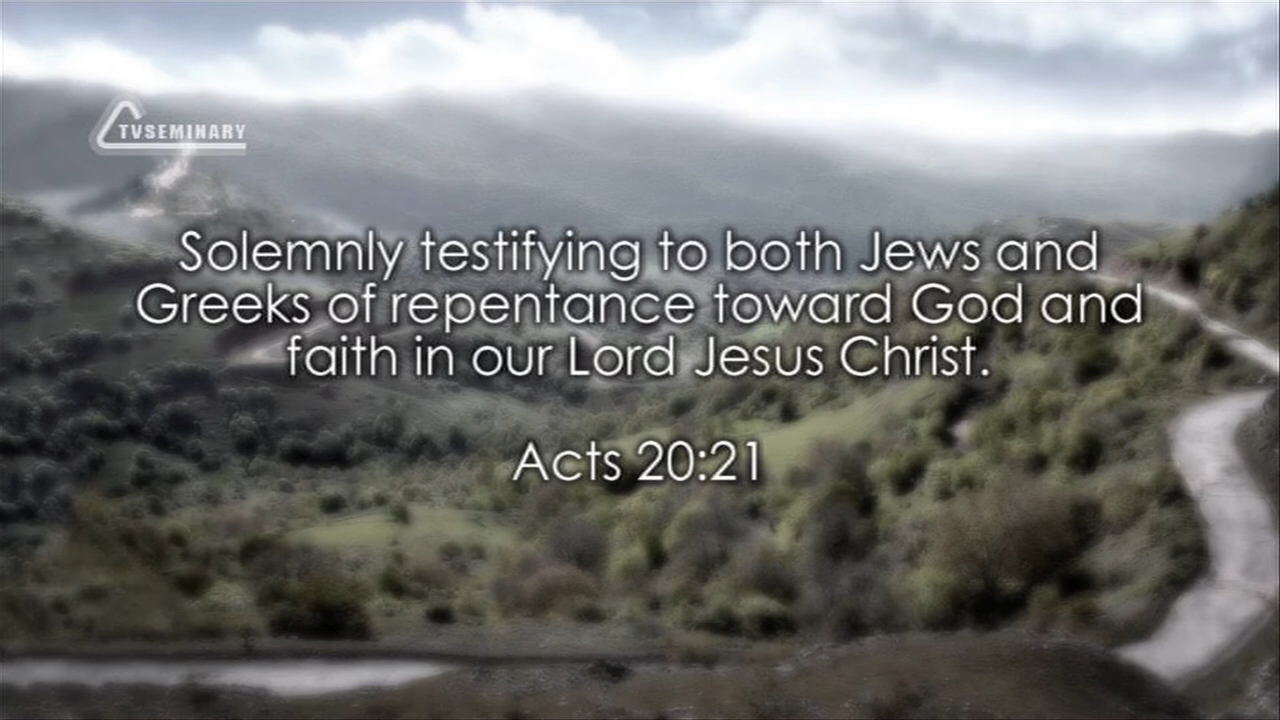 TVSEMINARY
Solemnly testifying to both Jews and
Greeks of repentance toward God and
faith in our Lord Jesus Christ.
Acts 20:21